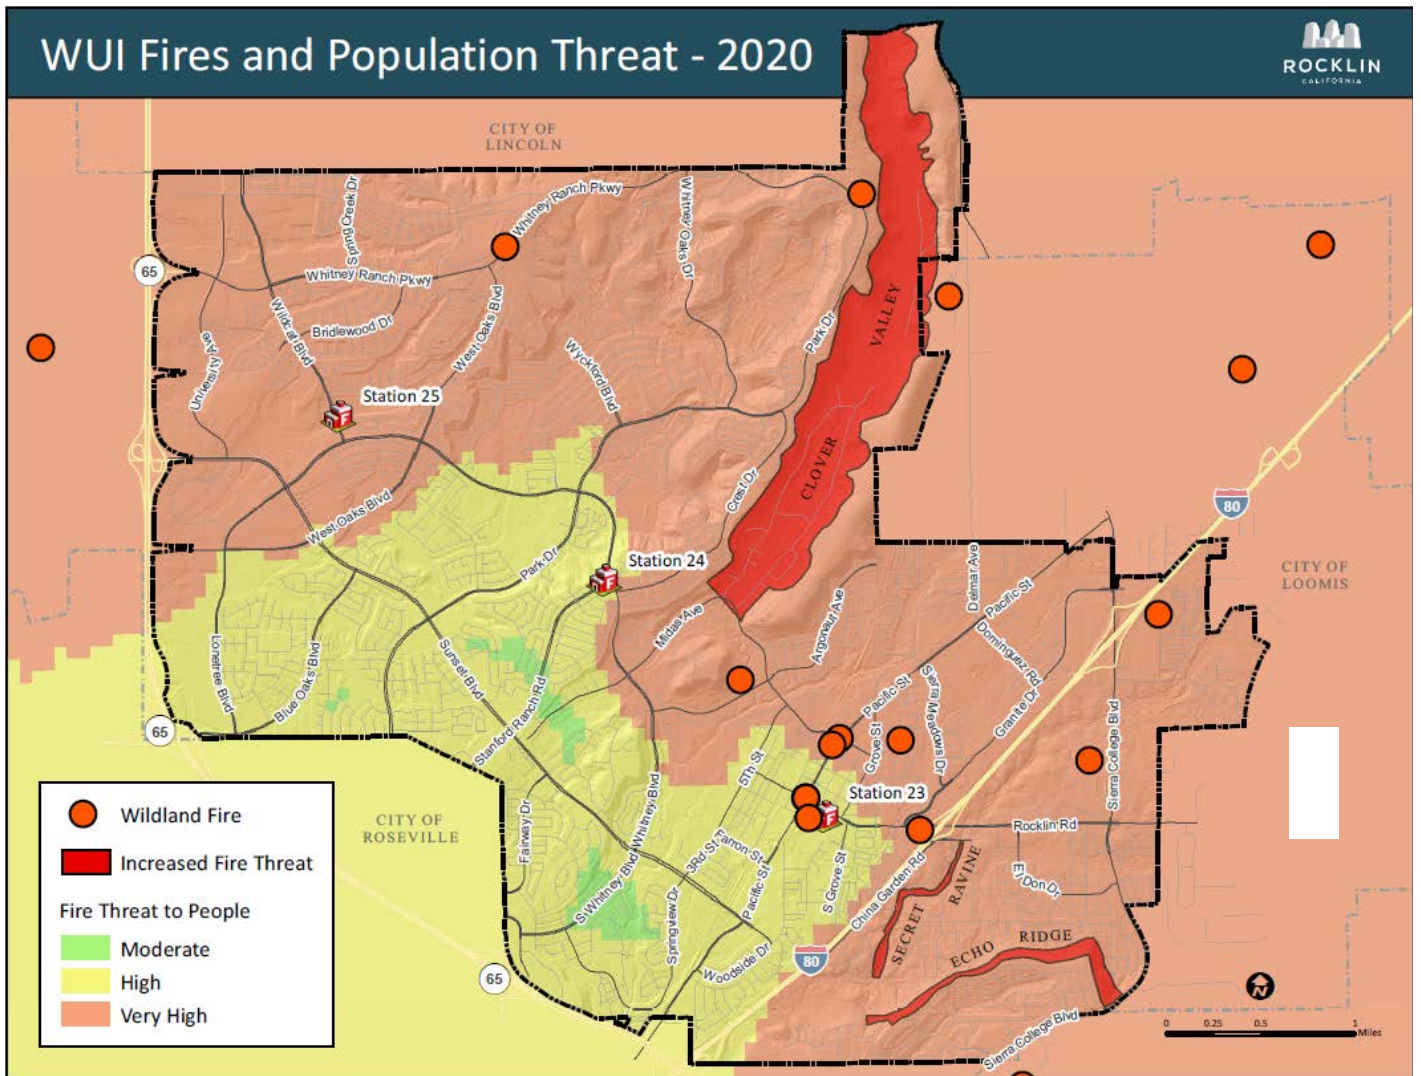 WUI Fires and Population Threat - 2020
ROCKLIN
CALIFORNIA
CITY OF
LINCOLN
Spring Creek Dr
Whitney Ranch Pkwy
Whitney Oaks Dr
65
Whitney Ranch Pkwy
Wildcat Blvd
Bridlewood Dr
West Oaks Blvd
University Ave
Wyckford Blvd
Park Dr
VALLEY
CLOVER
Station 25
Crest Dr
80
West Oaks Blvd
Park Dr
Station 24
CITY OF
LOOMIS
Delmar Ave
Pacific St
Midas Ave
Argonaut Ave
Dominguez Rd
Lonetree Blvd
Blue Oaks Blvd
Sunset Blvd
Stanford Ranch Rd
Pacific St
Sierra Meadows Dr
Granite Dr
Grove St
Sierra College Blvd
65
5Th St
Whitney Blvd
Station 23
Rocklin Rd
Fairway Dr
CITY OF
ROSEVILLE
3Rd St
Farron St
Pacific St
S Grove St
China Garden Rd
El Don Dr
SECRET
RAVINE
S Whitney Blvd
Springview Dr
Woodside Dr
ECHO
RIDGE
80
65
Sierra College Blvd
Wildland Fire
Increased Fire Threat
Fire Threat to People
Moderate
High
Very High
N
0
0.25
0.5
1
Miles